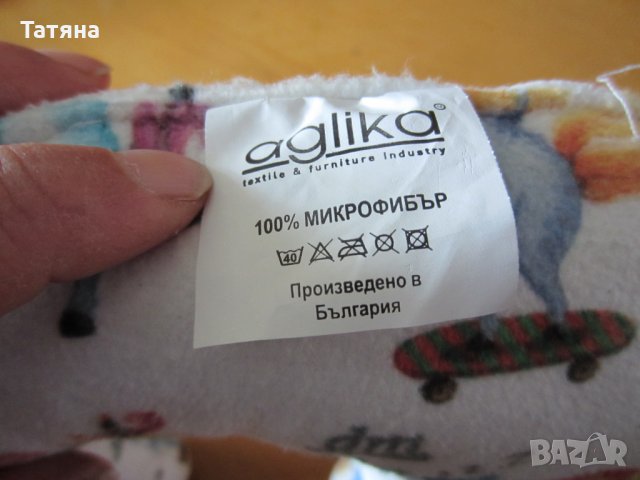 Татяна
aglika®
textile & furniture industry
100% МИКРОФИБЪР
40
Произведено в
България
BAZAR